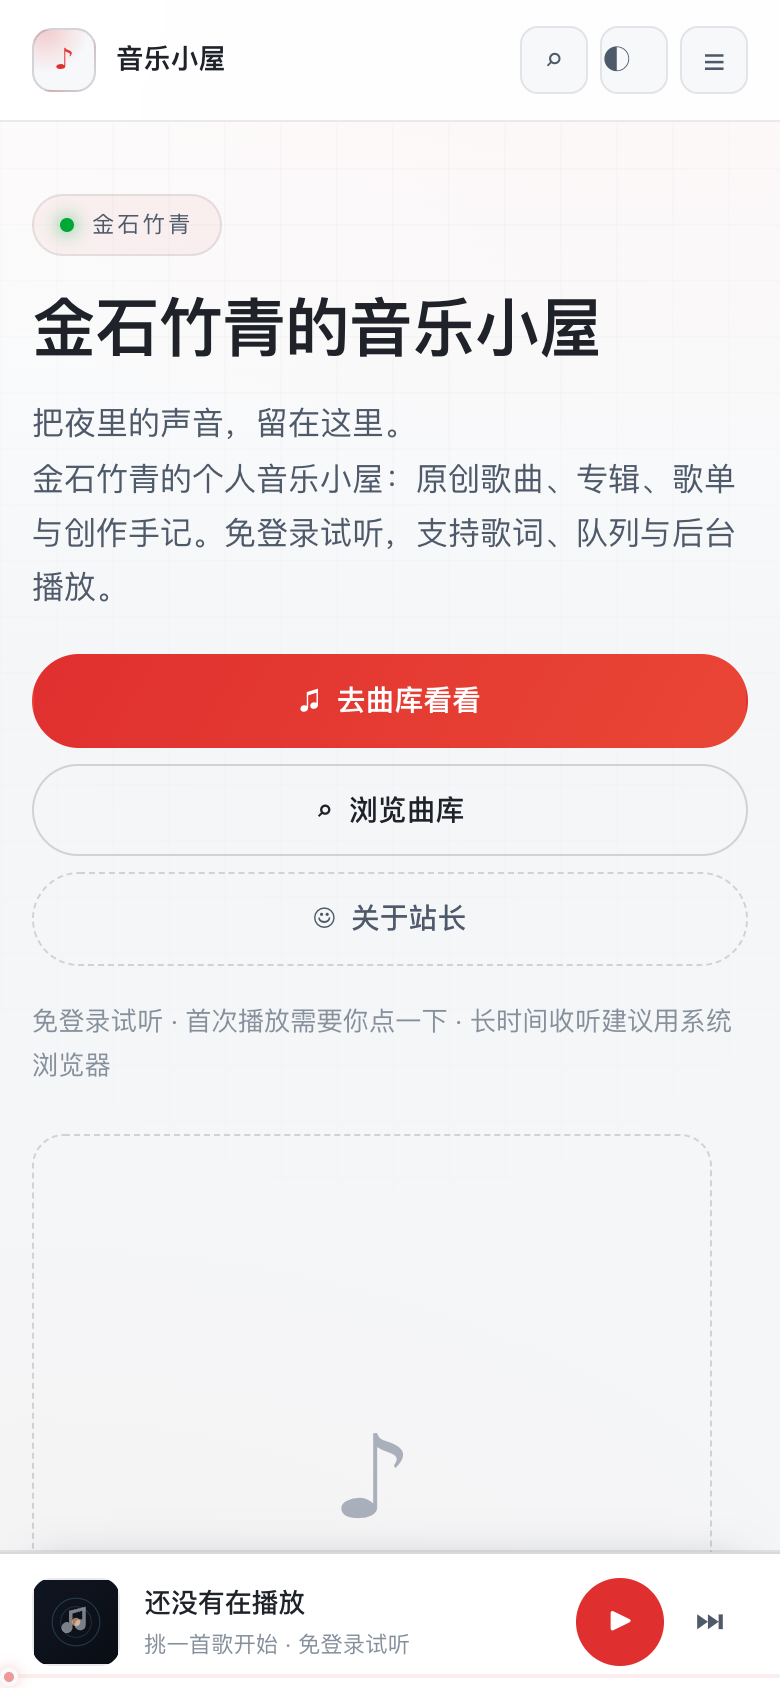 音乐小屋
金石竹青
金石竹青的音乐小屋
把夜里的声音，留在这里。
金石竹青的个人音乐小屋：原创歌曲、专辑、歌单
与创作手记。免登录试听，支持歌词、队列与后台
播放。
去曲库看看
浏览曲库
关于站长
免登录试听 · 首次播放需要你点一下 · 长时间收听建议用系统
浏览器
还没有在播放
挑一首歌开始 · 免登录试听